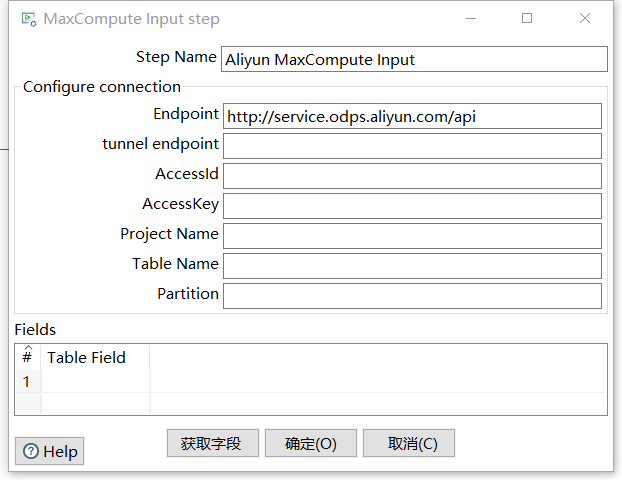 MaxCompute Input step
Step Name Aliyun MaxCompute Input
Configure connection
Endpoint http://service.odps.aliyun.com/api
tunnel endpoint
AccessId
AccessKey
Project Name
Table Name
Partition
Fields
# Table Field
1
Help 获取字段 确定(O) 取消(C)